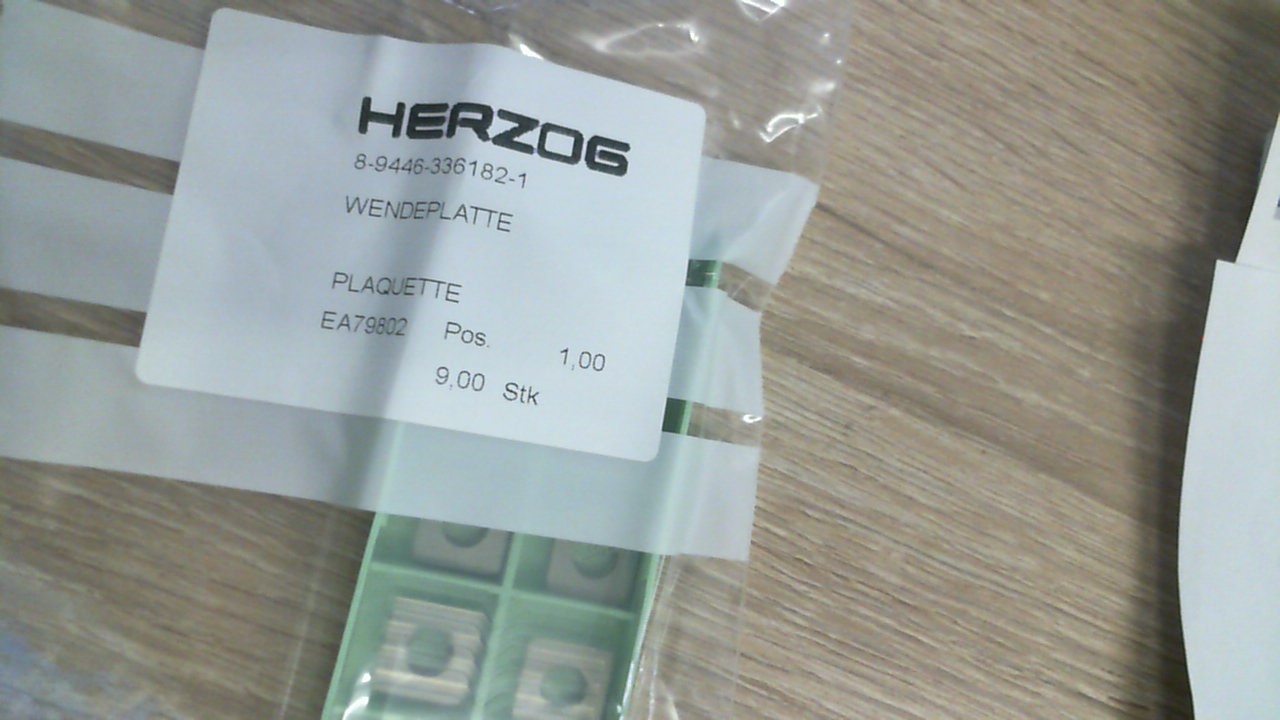 HERZOG
8-9446-336182-1
WENDEPLATTE
PLAQUETTE
EA79802 Pos. 1,00
9,00 Stk